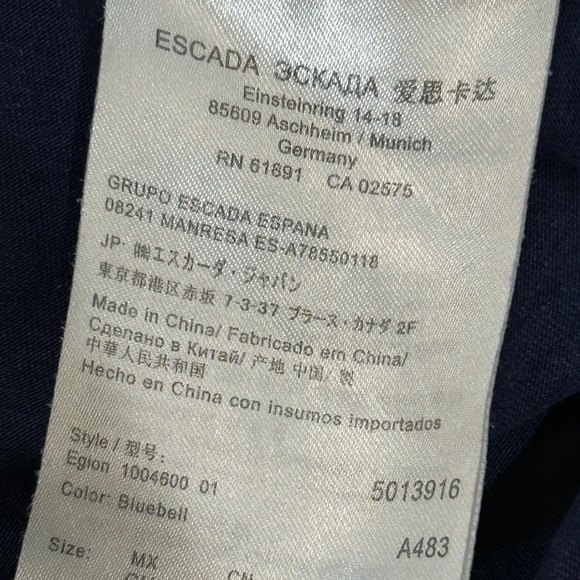 ESCADA ЭСКАДА 爱思卡达
Einsteinring 14-18
85609 Aschheim / Munich
Germany
RN 61891 CA 02575
GRUPO ESCADA ESPANA
08241 MANRESA ES-A78550118
JP· ㈱エスカーダ・ジャパン
東京都港区赤坂 7-3-37 プラース・カナダ 2F
Made in China/ Fabricado em China/
Сделано в Китай/ 产地 中国/ 製
中華人民共和国
Hecho en China con insumos importados
Style / 型号:
Egion 1004600 01 5013916
Color: Bluebell
A483
Size: MX CN